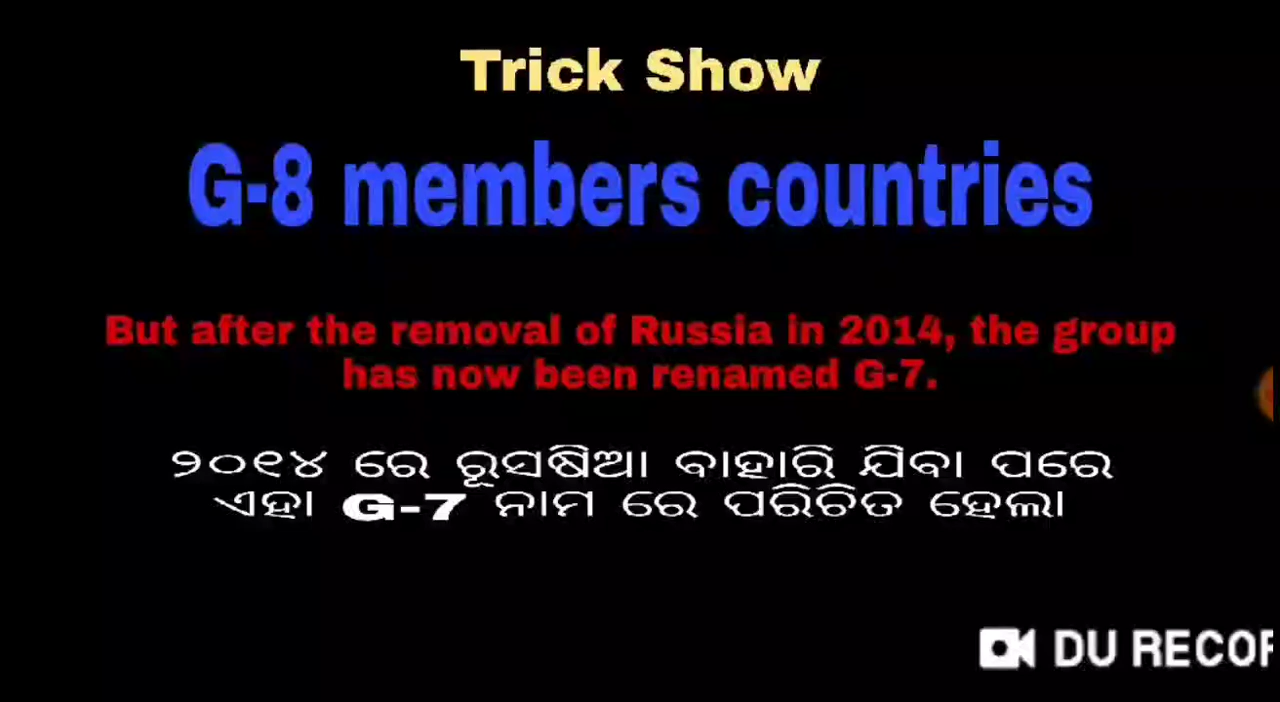 Trick Show
G-8 members countries
But after the removal of Russia in 2014, the group
has now been renamed G-7.
୨୦୧୪ ରେ ରୂସଷିଆ ବାହାରି ଯିବା ପରେ
ଏହା G-7 ନାମ ରେ ପରିଚିତ ହେଲା
DU